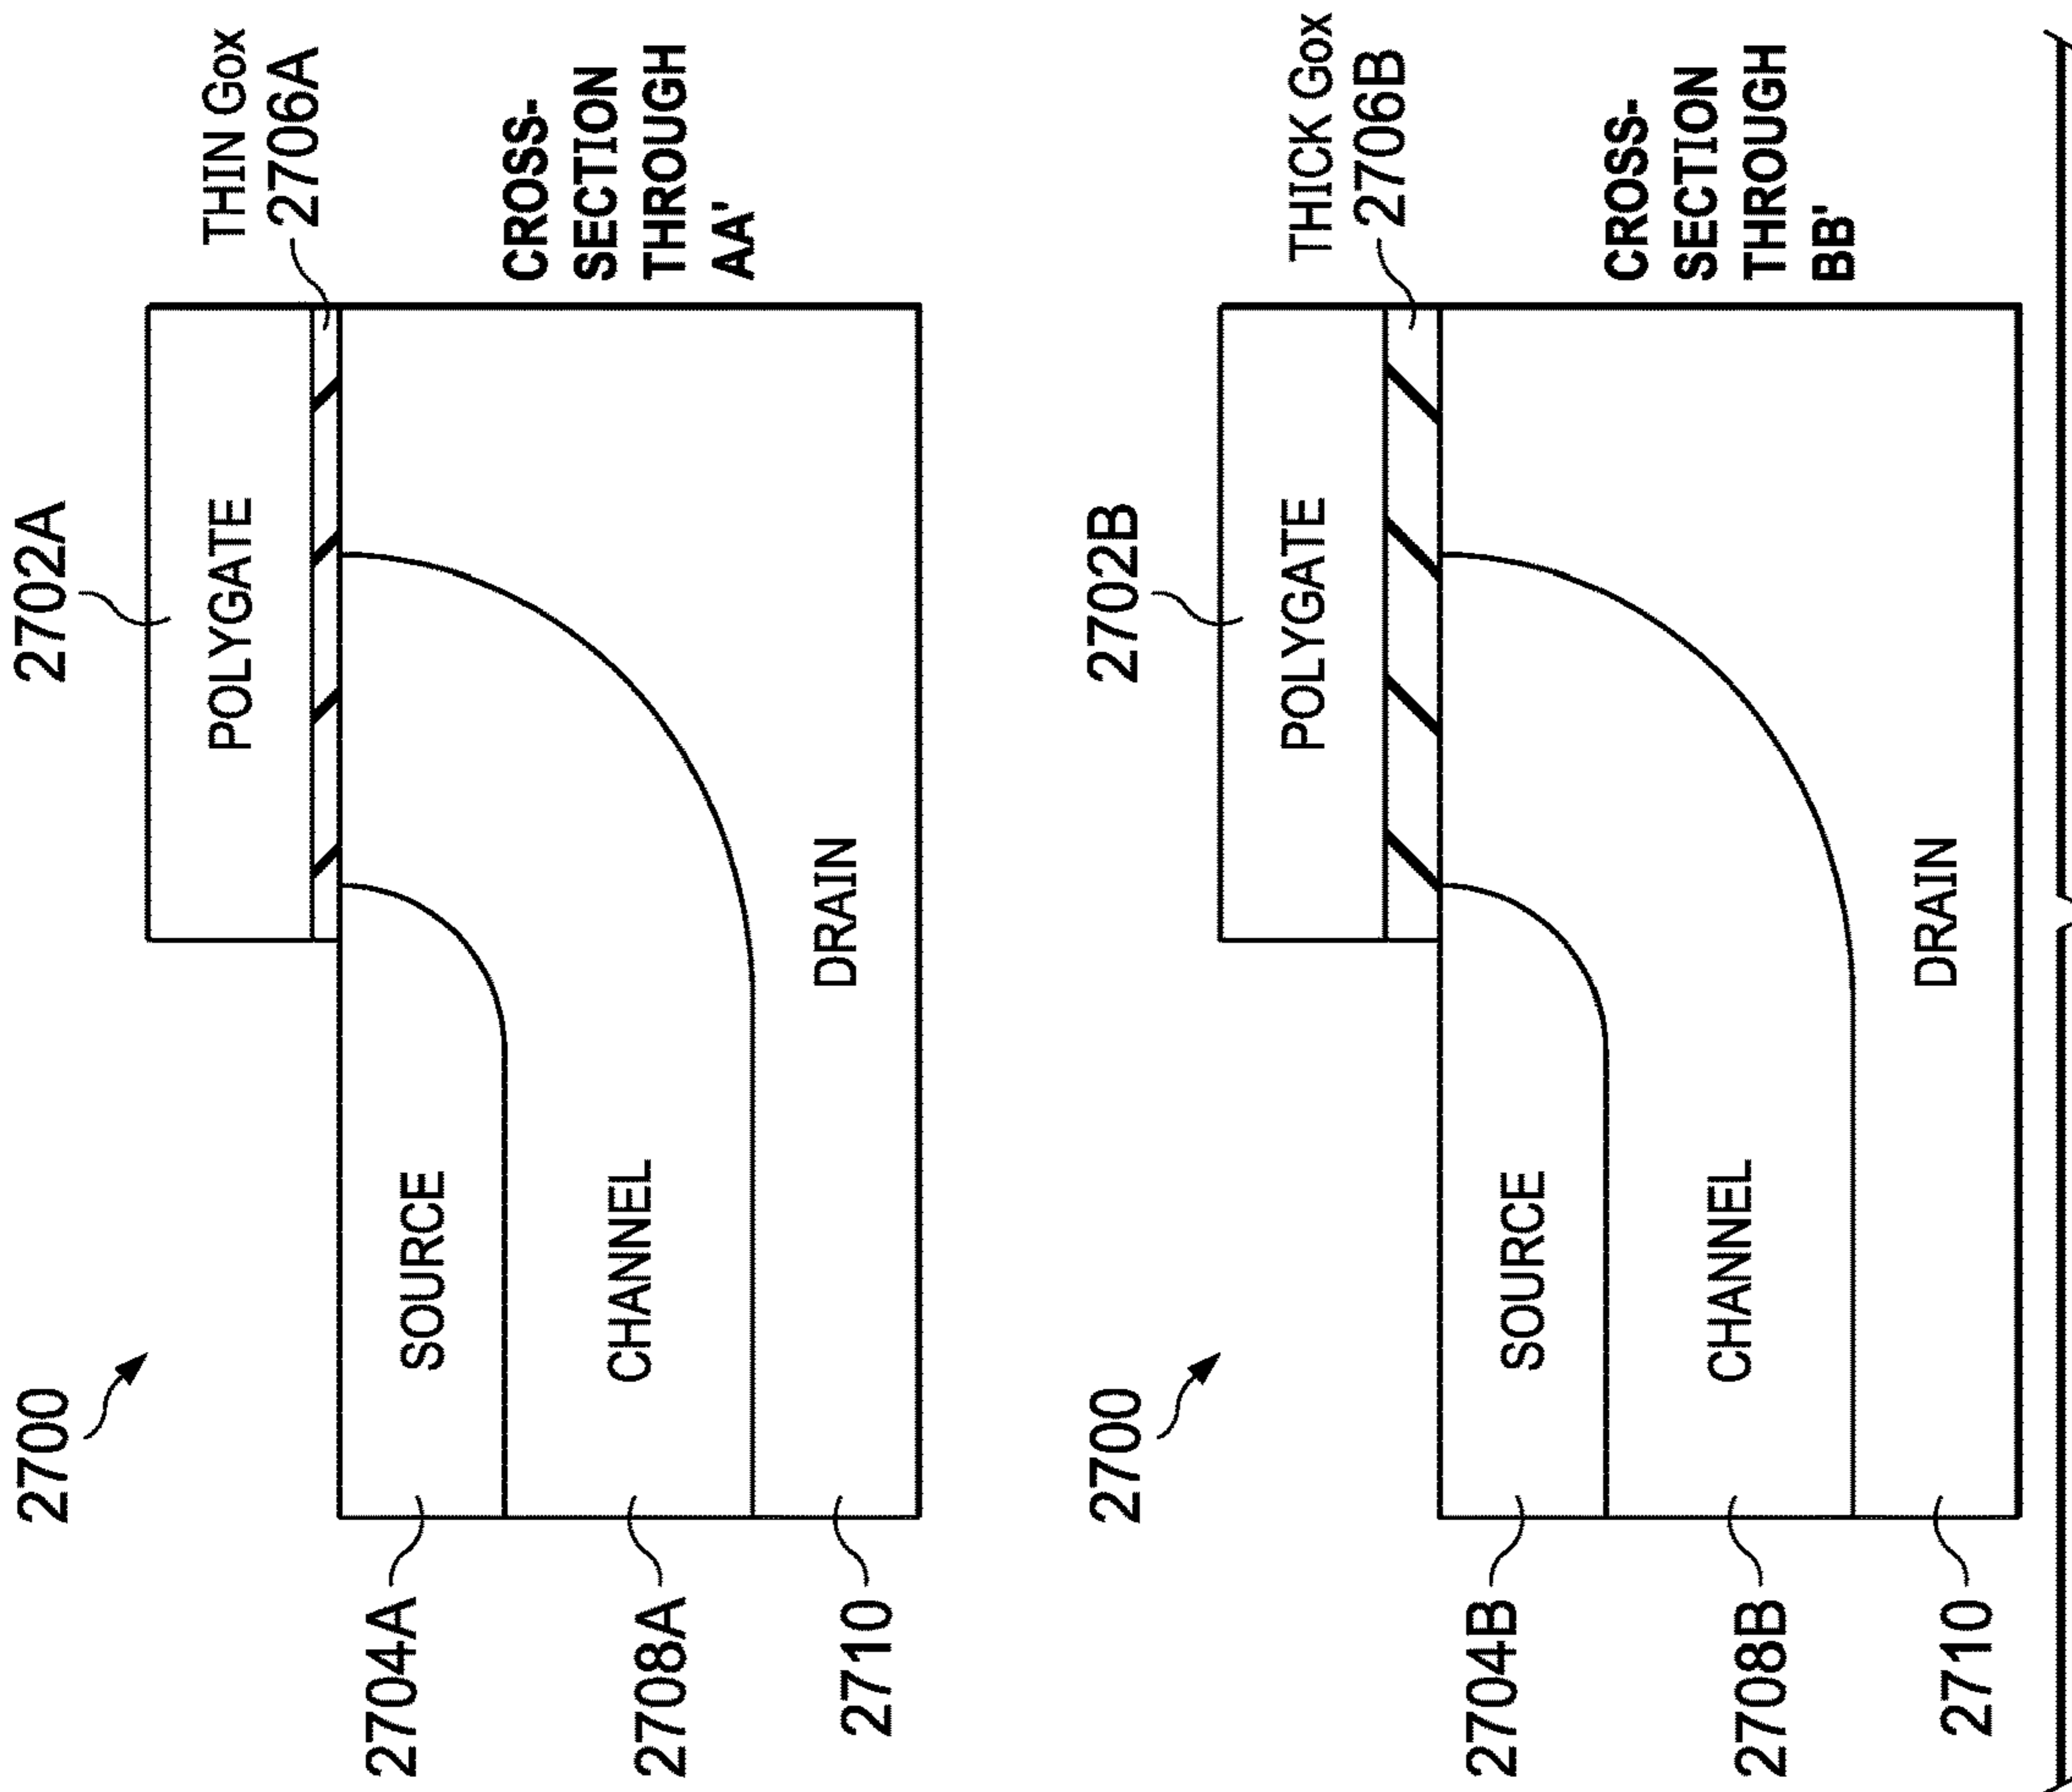 2700
2702A
POLYGATE
THIN Gox
2706A
SOURCE
CHANNEL
DRAIN
2704A
2708A
2710
CROSS-
SECTION
THROUGH
AA'
2700
2702B
POLYGATE
THICK Gox
2706B
SOURCE
CHANNEL
DRAIN
2704B
2708B
2710
CROSS-
SECTION
THROUGH
BB'